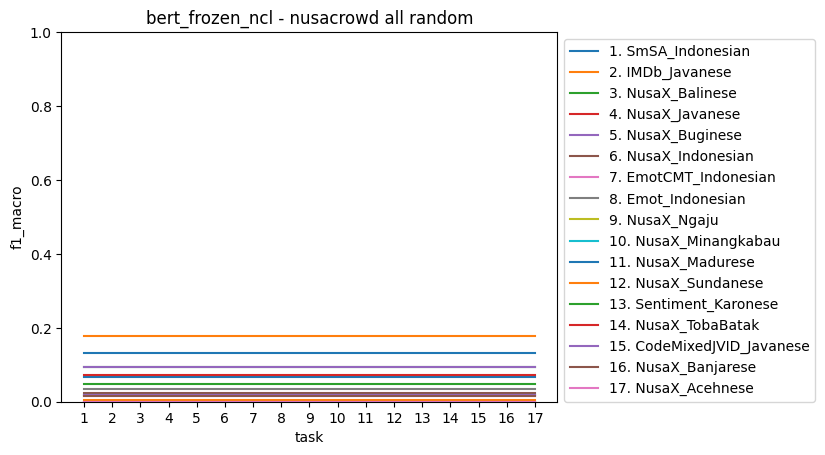 bert_frozen_ncl - nusacrowd all random
f1_macro
1.0
0.8
0.6
0.4
0.2
0.0
1 2 3 4 5 6 7 8 9 10 11 12 13 14 15 16 17
task
1. SmSA_Indonesian
2. IMDb_Javanese
3. NusaX_Balinese
4. NusaX_Javanese
5. NusaX_Buginese
6. NusaX_Indonesian
7. EmotCMT_Indonesian
8. Emot_Indonesian
9. NusaX_Ngaju
10. NusaX_Minangkabau
11. NusaX_Madurese
12. NusaX_Sundanese
13. Sentiment_Karonese
14. NusaX_TobaBatak
15. CodeMixedJVID_Javanese
16. NusaX_Banjarese
17. NusaX_Acehnese